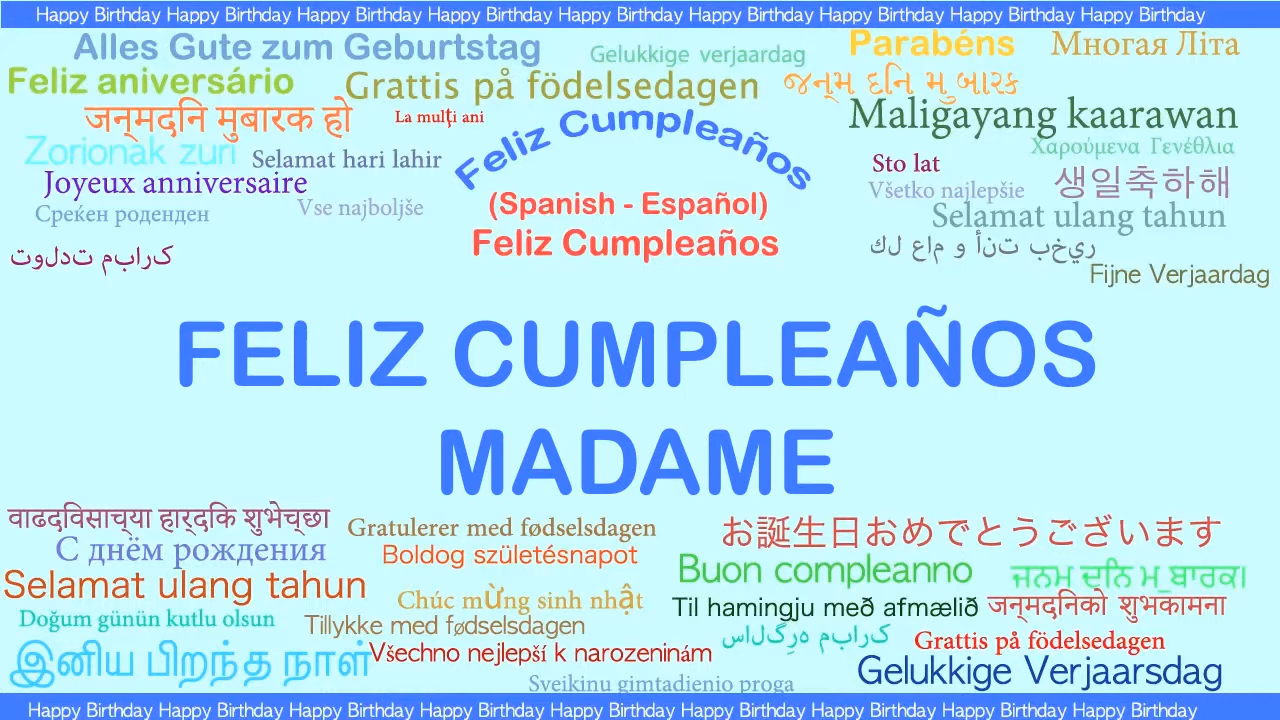 Happy Birthday Happy Birthday Happy Birthday Happy Birthday Happy Birthday Happy Birthday Happy Birthday Happy Birthday Happy Birthday
Alles Gute zum Geburtstag
Gelukkige verjaardag
Parabéns
Многая Літа
Feliz aniversário
Grattis på födelsedagen
જન્મ દિન મુબારક
जन्मदिन मुबारक हो
La mulţi ani
Feliz Cumpleaños
Maligayang kaarawan
Zorionak zuri
Selamat hari lahir
Sto lat
Χαρούμενα Γενέθλια
Joyeux anniversaire
(Spanish - Español)
Všetko najlepšie
생일축하해
Среќен роденден
Vse najboljše
Selamat ulang tahun
تولدت مبارک
Feliz Cumpleaños
كل عام و أنت بخير
Fijne Verjaardag
FELIZ CUMPLEAÑOS
MADAME
वाढदिवसाच्या हार्दिक शुभेच्छा
Gratulerer med fødselsdagen
お誕生日おめでとうございます
С днём рождения
Boldog születésnapot
Buon compleanno
ਜਨਮ ਦਿਨ ਮੁਬਾਰਕ।
Selamat ulang tahun
Chúc mừng sinh nhật
Til hamingju með afmælið
जन्मदिनको शुभकामना
Doğum günün kutlu olsun
Tillykke med fødselsdagen
سالگرہ مبارک
Grattis på födelsedagen
இனிய பிறந்த நாள்
Všechno nejlepší k narozeninám
Gelukkige Verjaarsdag
Sveikinu gimtadienio proga
Happy Birthday Happy Birthday Happy Birthday Happy Birthday Happy Birthday Happy Birthday Happy Birthday Happy Birthday Happy Birthday